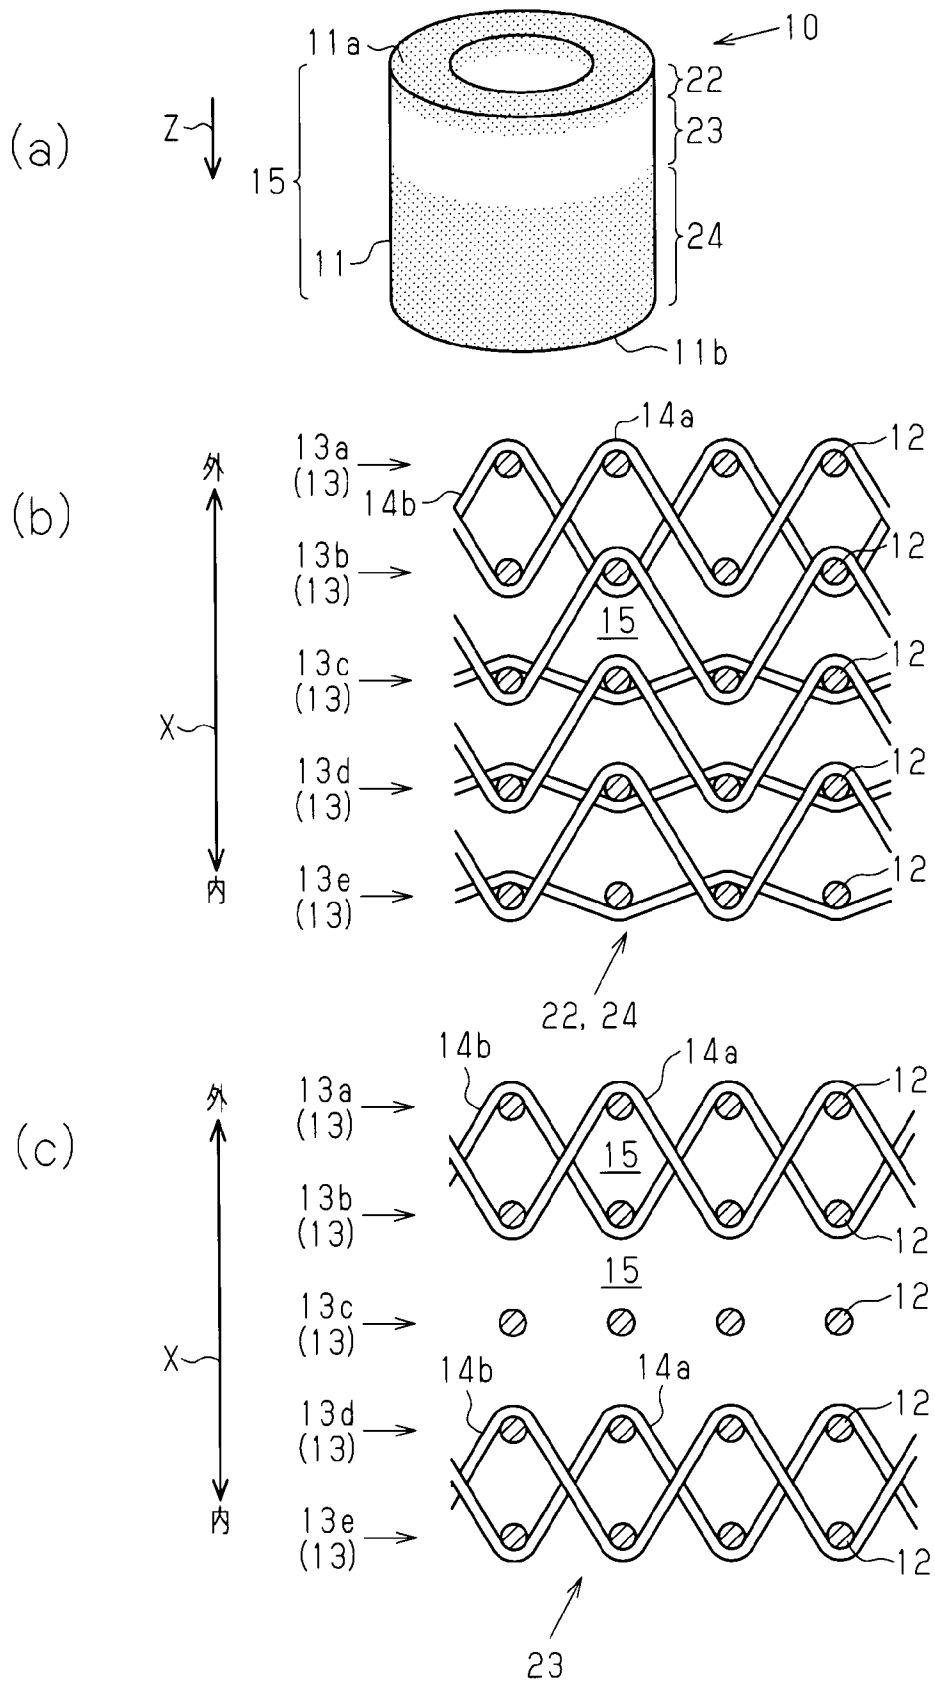 (a)
Z
10
11a
15
11
22
23
24
11b
(b)
外
X
内
13a
(13)
13b
(13)
13c
(13)
13d
(13)
13e
(13)
14a
14b
12
12
15
12
12
12
22, 24
(c)
外
X
内
13a
(13)
13b
(13)
13c
(13)
13d
(13)
13e
(13)
14b
14a
12
15
12
15
12
14b
14a
12
12
23